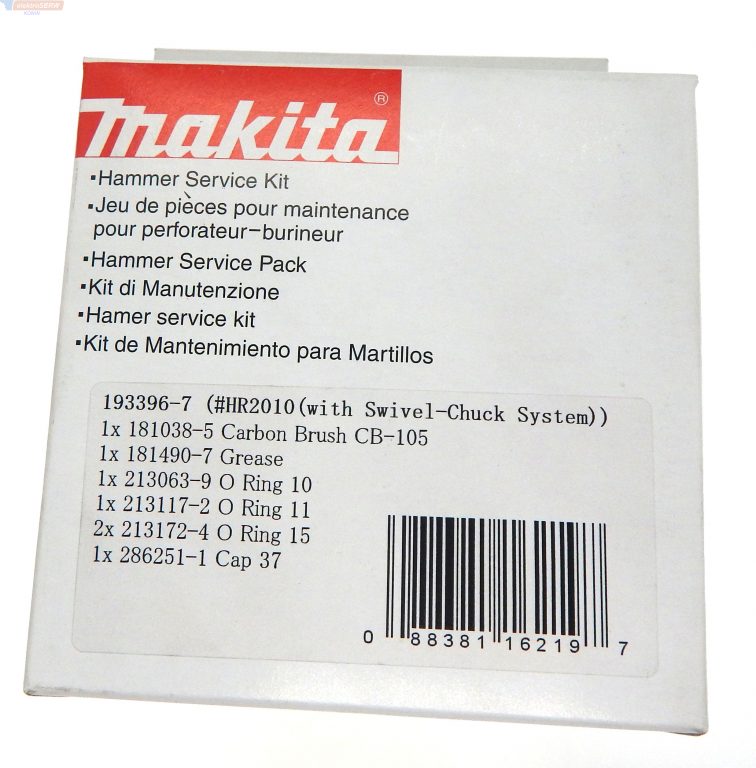 elektroSERW
makita®
·Hammer Service Kit
·Jeu de pièces pour maintenance
pour perforateur-burineur
·Hammer Service Pack
·Kit di Manutenzione
·Hamer service kit
·Kit de Mantenimiento para Martillos
193396-7 (#HR2010(with Swivel-Chuck System))
1x 181038-5 Carbon Brush CB-105
1x 181490-7 Grease
1x 213063-9 O Ring 10
1x 213117-2 O Ring 11
2x 213172-4 O Ring 15
1x 286251-1 Cap 37
0 88381 16219 7